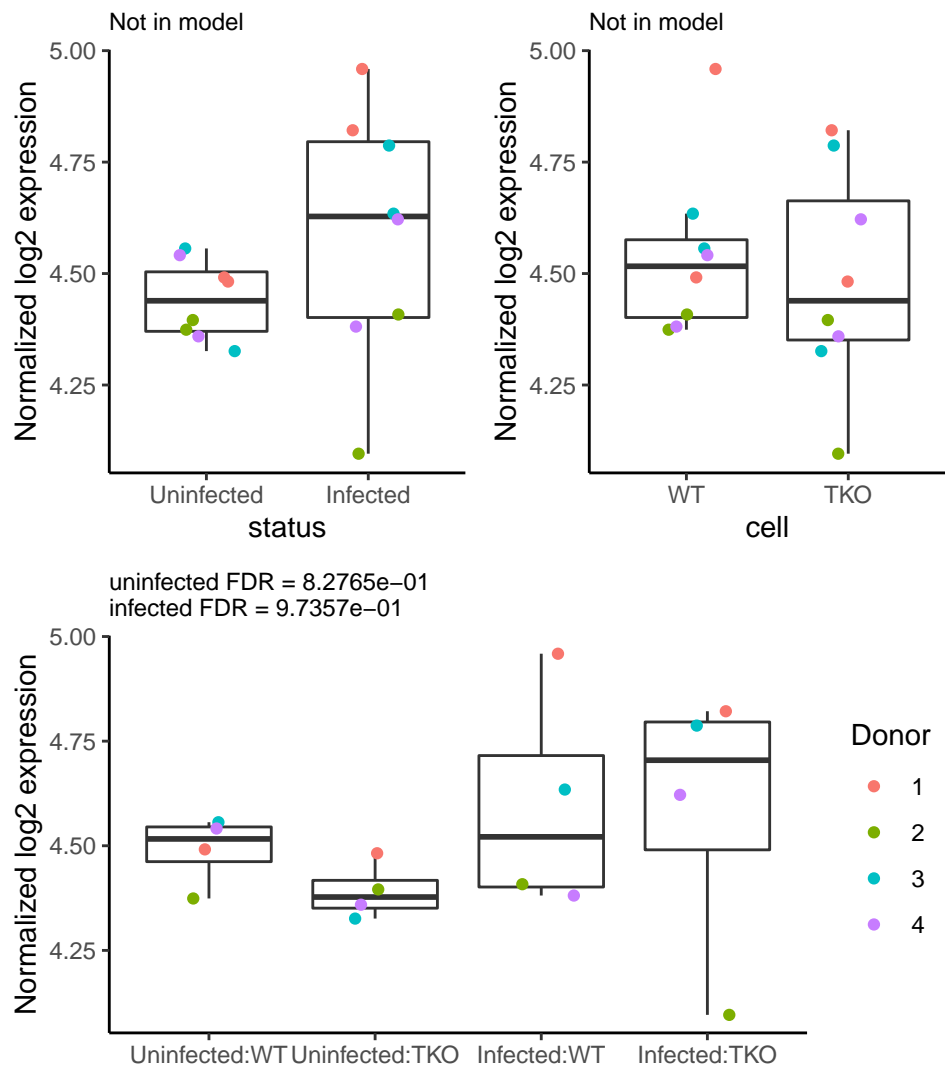 Not in model
Normalized log2 expression
5.00
4.75
4.50
4.25
Uninfected Infected
status
Not in model
Normalized log2 expression
5.00
4.75
4.50
4.25
WT TKO
cell
uninfected FDR = 8.2765e−01
infected FDR = 9.7357e−01
Normalized log2 expression
5.00
4.75
4.50
4.25
Uninfected:WT Uninfected:TKO Infected:WT Infected:TKO
Donor
1
2
3
4